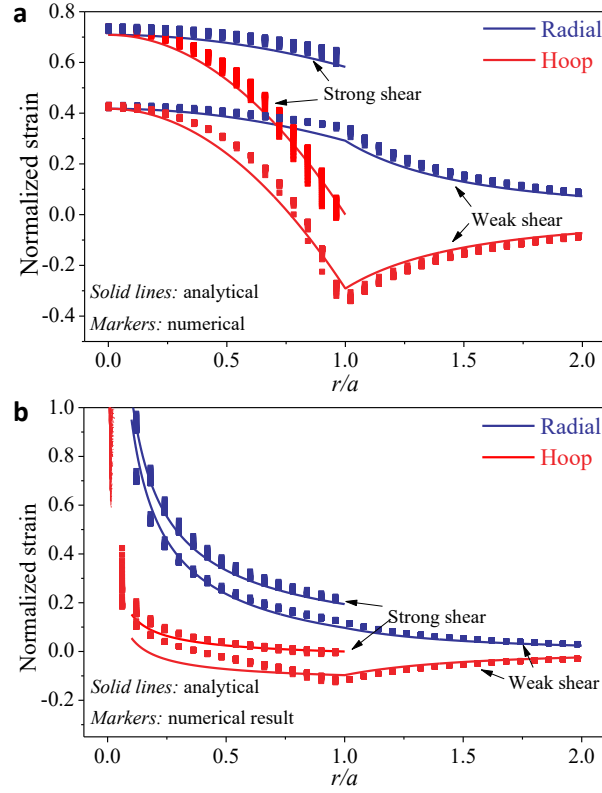 a
Normalized strain
0.8
0.6
0.4
0.2
0.0
-0.2
-0.4
Radial
Hoop
Strong shear
Weak shear
Solid lines: analytical
Markers: numerical
0.0 0.5 1.0 1.5 2.0
r/a
b
Normalized strain
1.0
0.8
0.6
0.4
0.2
0.0
-0.2
Radial
Hoop
Strong shear
Weak shear
Solid lines: analytical
Markers: numerical result
0.0 0.5 1.0 1.5 2.0
r/a